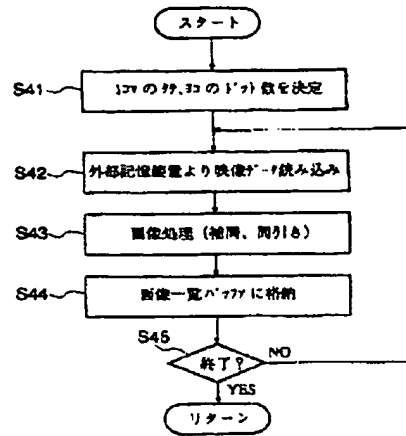 スタート
S41
1コマ のタテ、ヨコ の ドット 数を決定
S42
外部記憶装置より映像データ読み込み
S43
画像処理(補間、間引き)
S44
画像一覧バッファに格納
S45
終了?
NO
YES
リターン